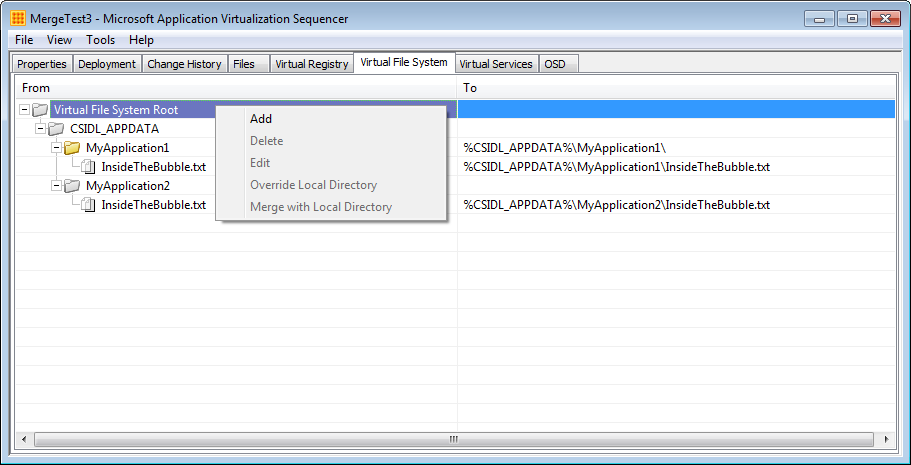 MergeTest3 - Microsoft Application Virtualization Sequencer
File View Tools Help
Properties Deployment Change History Files Virtual Registry Virtual File System Virtual Services OSD
From To
Virtual File System Root
CSIDL_APPDATA
MyApplication1 %CSIDL_APPDATA%\MyApplication1\
InsideTheBubble.txt %CSIDL_APPDATA%\MyApplication1\InsideTheBubble.txt
MyApplication2
InsideTheBubble.txt %CSIDL_APPDATA%\MyApplication2\InsideTheBubble.txt
Add
Delete
Edit
Override Local Directory
Merge with Local Directory